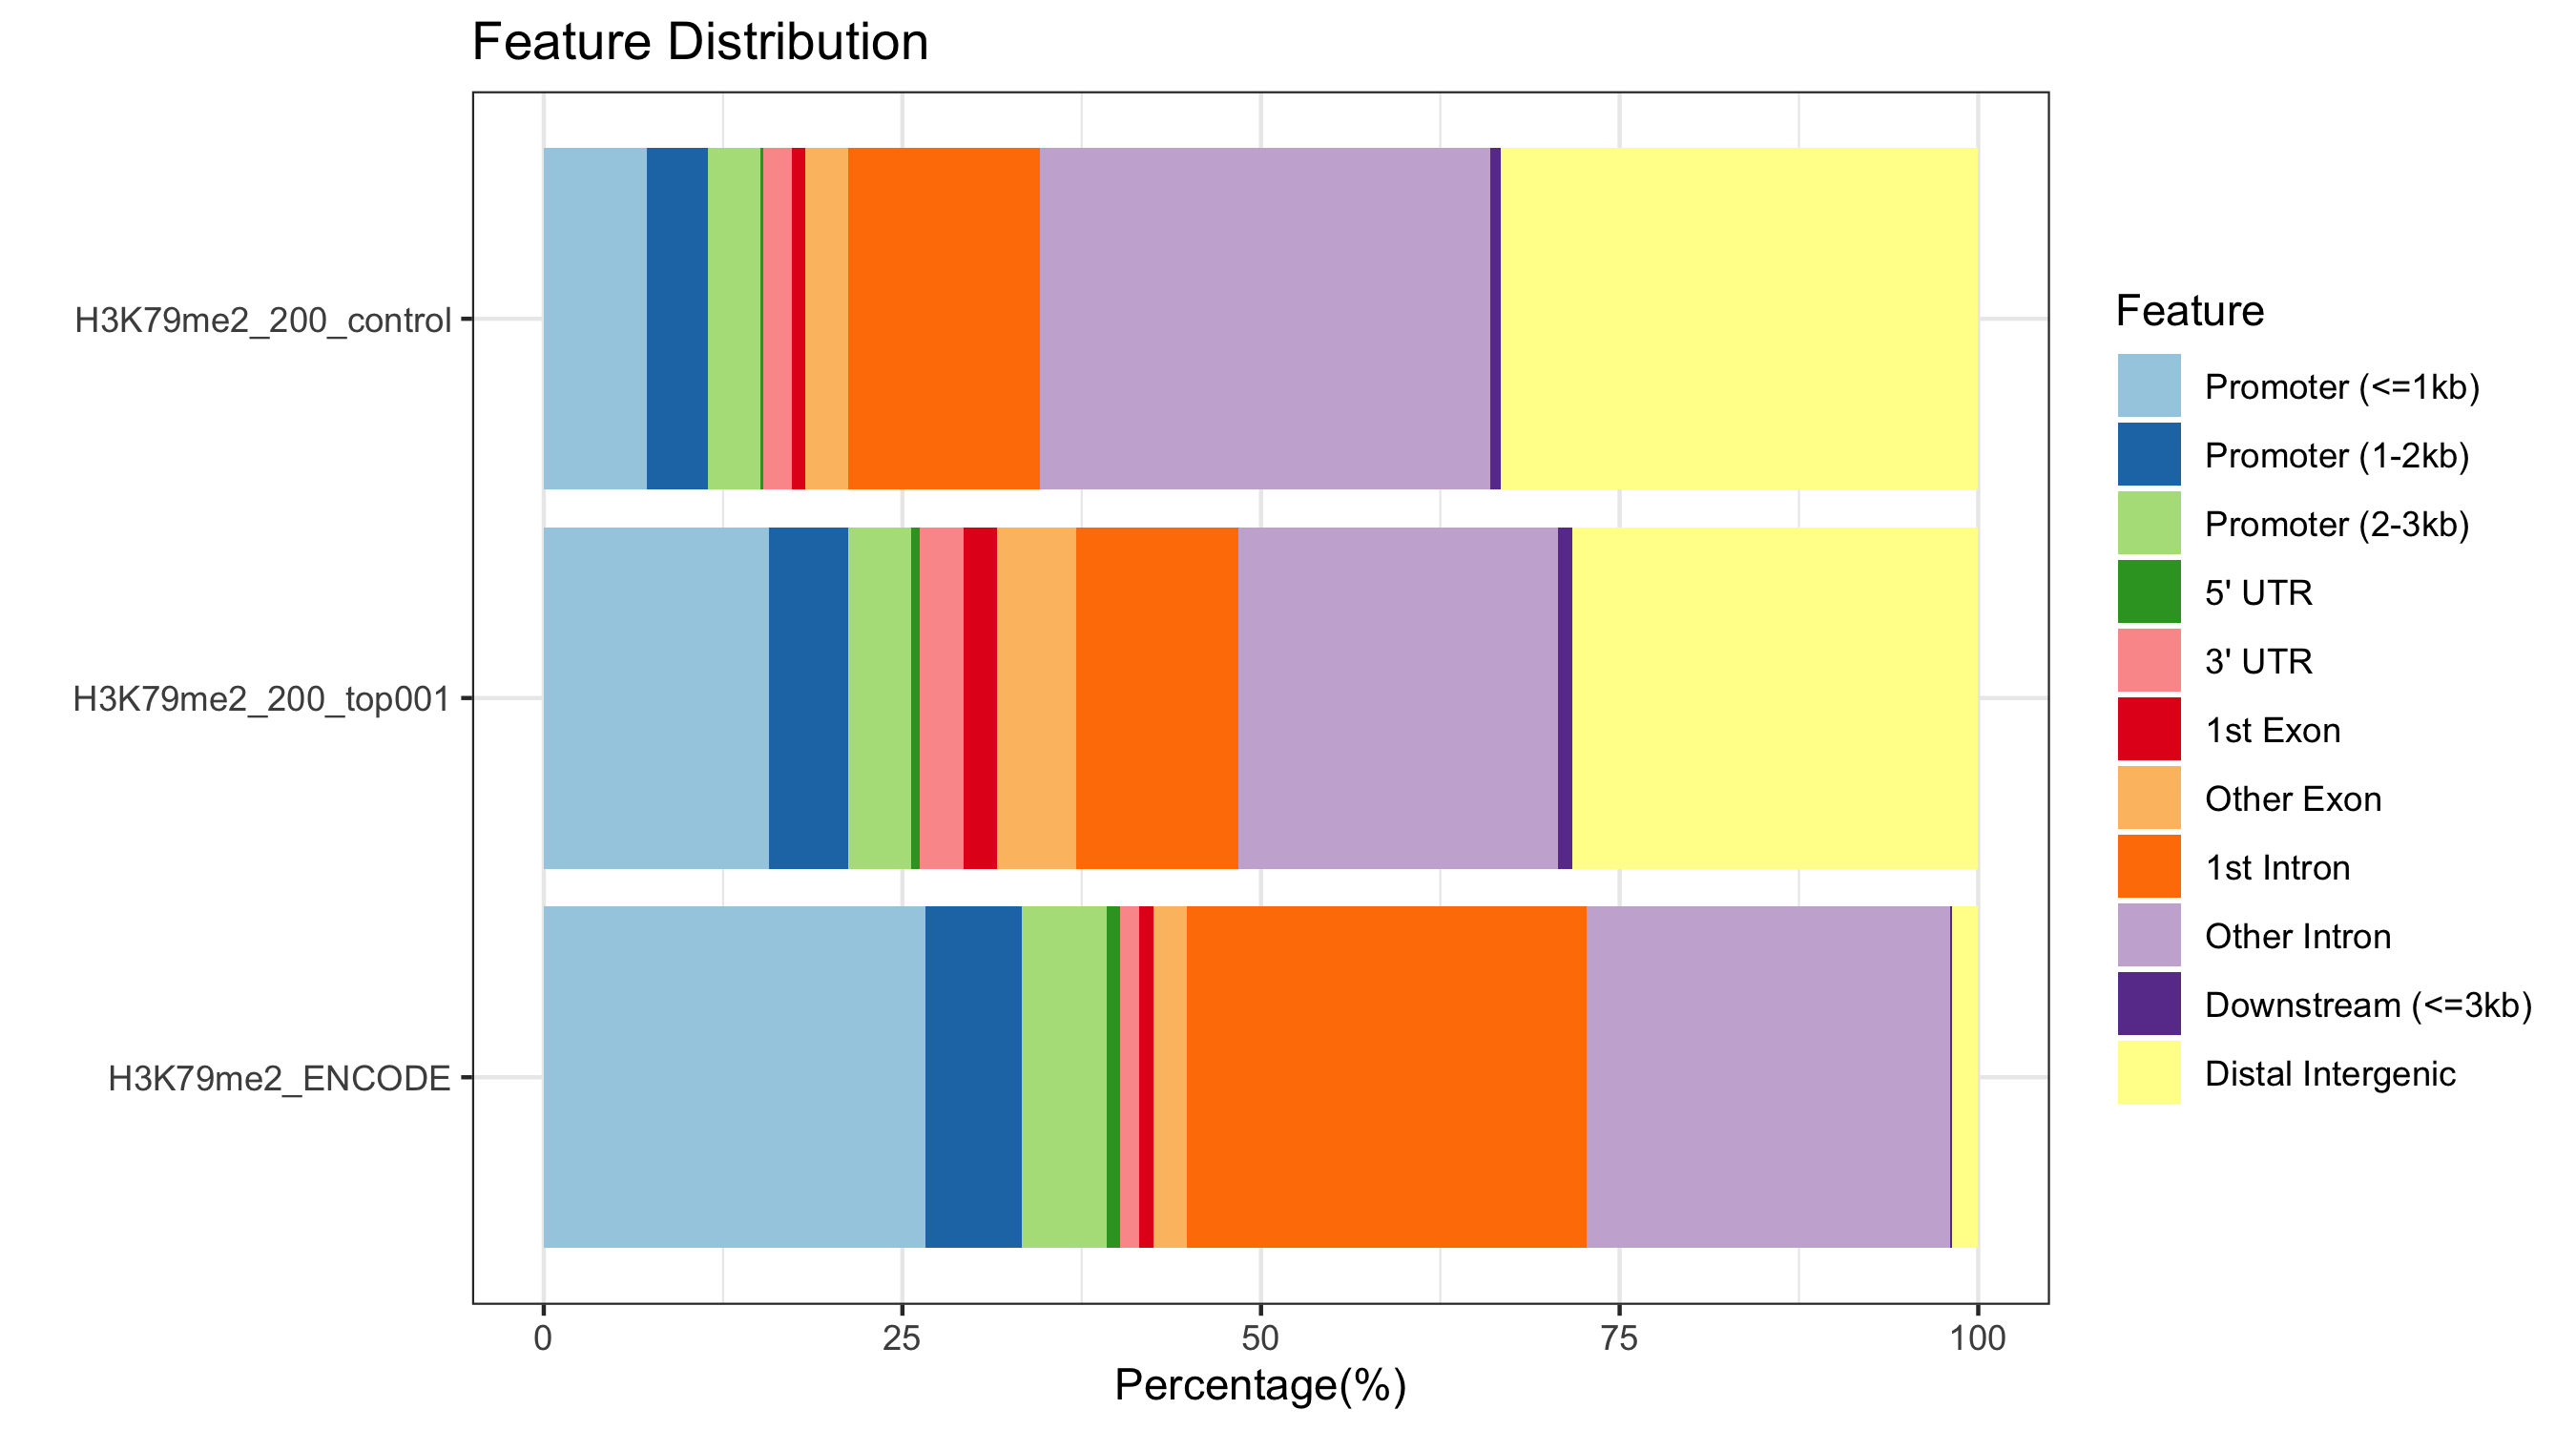 Feature Distribution
H3K79me2_200_control
H3K79me2_200_top001
H3K79me2_ENCODE
0 25 50 75 100
Percentage(%)
Feature
Promoter (<=1kb)
Promoter (1-2kb)
Promoter (2-3kb)
5' UTR
3' UTR
1st Exon
Other Exon
1st Intron
Other Intron
Downstream (<=3kb)
Distal Intergenic